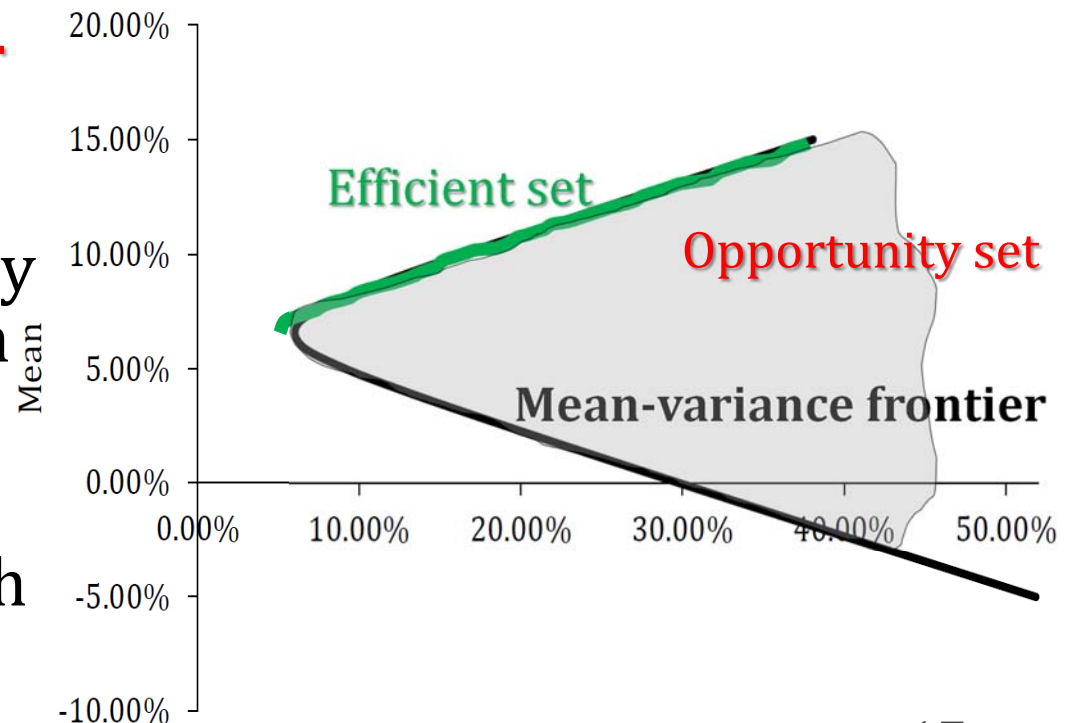 20.00%
15.00%
Efficient set
y
10.00%
Opportunity set
Mean
5.00%
Mean-variance frontier
0.00%
0.00% 10.00% 20.00% 30.00% 40.00% 50.00%
h
-5.00%
-10.00%